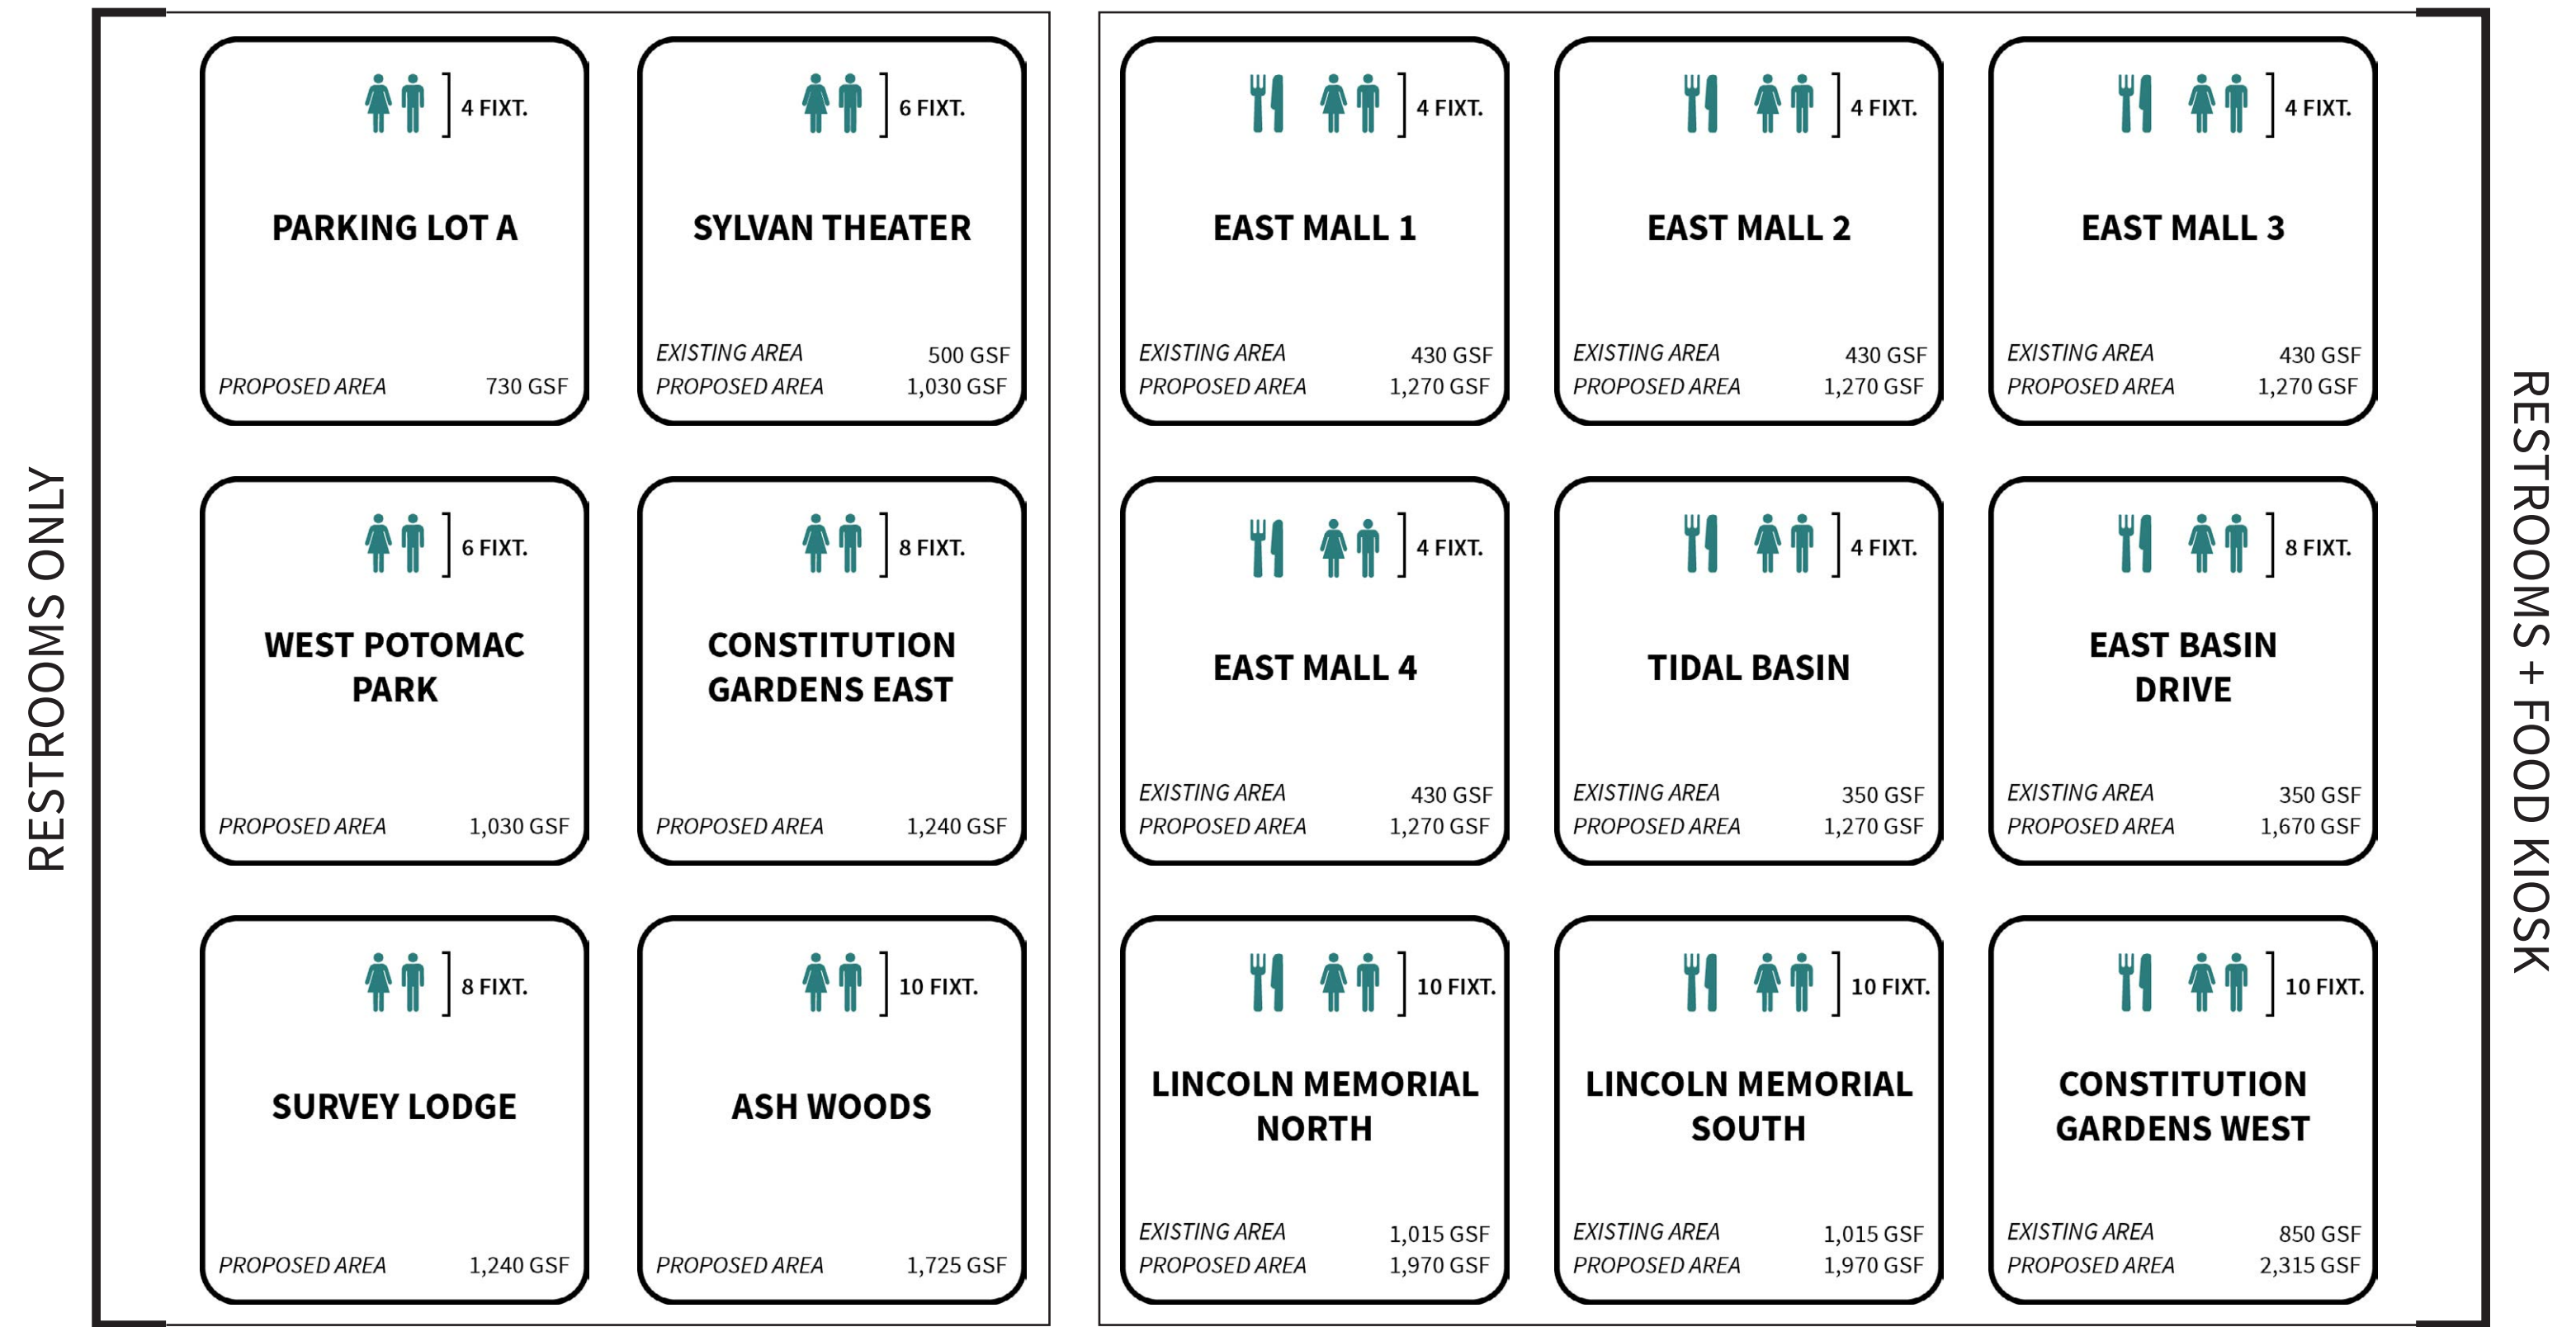 RESTROOMS ONLY
4 FIXT.
PARKING LOT A
PROPOSED AREA 730 GSF
6 FIXT.
SYLVAN THEATER
EXISTING AREA 500 GSF
PROPOSED AREA 1,030 GSF
6 FIXT.
WEST POTOMAC
PARK
PROPOSED AREA 1,030 GSF
8 FIXT.
CONSTITUTION
GARDENS EAST
PROPOSED AREA 1,240 GSF
8 FIXT.
SURVEY LODGE
PROPOSED AREA 1,240 GSF
10 FIXT.
ASH WOODS
PROPOSED AREA 1,725 GSF
4 FIXT.
EAST MALL 1
EXISTING AREA 430 GSF
PROPOSED AREA 1,270 GSF
4 FIXT.
EAST MALL 2
EXISTING AREA 430 GSF
PROPOSED AREA 1,270 GSF
4 FIXT.
EAST MALL 3
EXISTING AREA 430 GSF
PROPOSED AREA 1,270 GSF
4 FIXT.
EAST MALL 4
EXISTING AREA 430 GSF
PROPOSED AREA 1,270 GSF
4 FIXT.
TIDAL BASIN
EXISTING AREA 350 GSF
PROPOSED AREA 1,270 GSF
8 FIXT.
EAST BASIN
DRIVE
EXISTING AREA 350 GSF
PROPOSED AREA 1,670 GSF
10 FIXT.
LINCOLN MEMORIAL
NORTH
EXISTING AREA 1,015 GSF
PROPOSED AREA 1,970 GSF
10 FIXT.
LINCOLN MEMORIAL
SOUTH
EXISTING AREA 1,015 GSF
PROPOSED AREA 1,970 GSF
10 FIXT.
CONSTITUTION
GARDENS WEST
EXISTING AREA 850 GSF
PROPOSED AREA 2,315 GSF
RESTROOMS + FOOD KIOSK